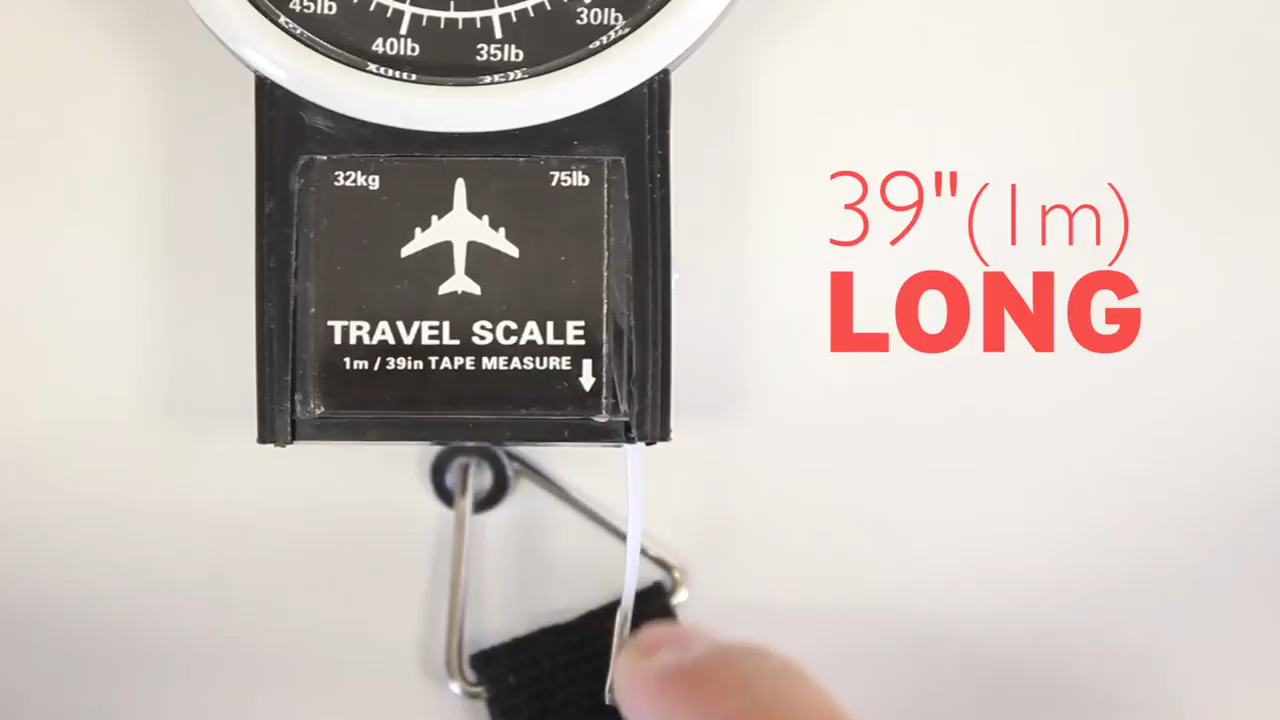 45lb
40lb
35lb
30lb
32kg
75lb
TRAVEL SCALE
1m / 39in TAPE MEASURE
39"(1m)
LONG